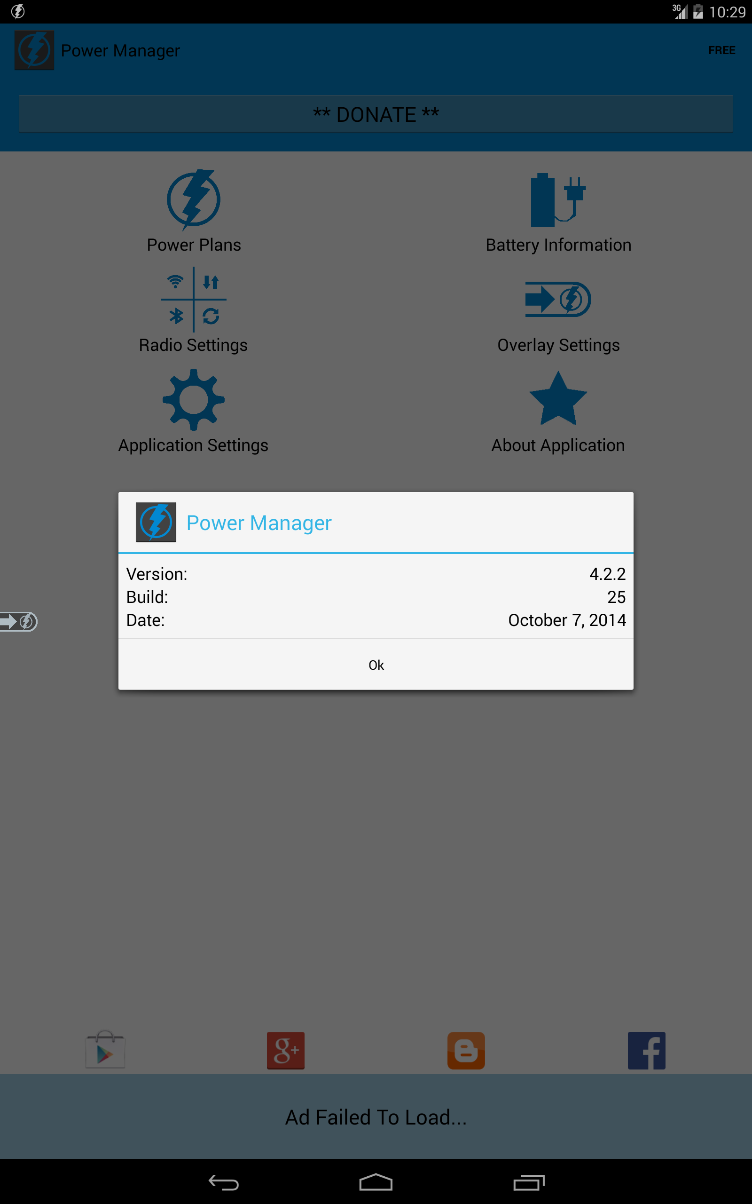 3G 10:29
Power Manager FREE
** DONATE **
Power Plans Battery Information
Radio Settings Overlay Settings
Application Settings About Application
Power Manager
Version: 4.2.2
Build: 25
Date: October 7, 2014
Ok
g+
f
Ad Failed To Load...